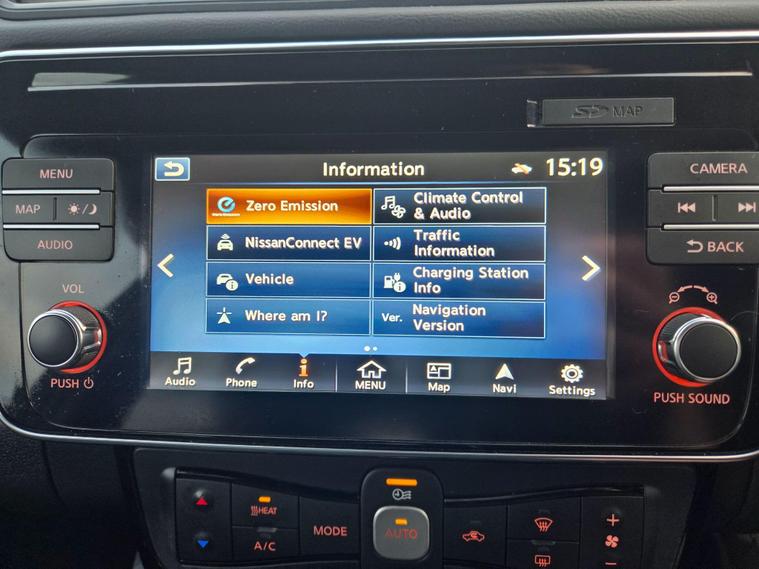 SD MAP
MENU
MAP
AUDIO
VOL
PUSH
Information
15:19
Zero Emission
NissanConnect EV
Vehicle
Where am I?
Climate Control
& Audio
Traffic
Information
Charging Station
Info
Ver.
Navigation
Version
Audio
Phone
Info
MENU
Map
Navi
Settings
CAMERA
BACK
PUSH SOUND
HEAT
A/C
MODE
AUTO